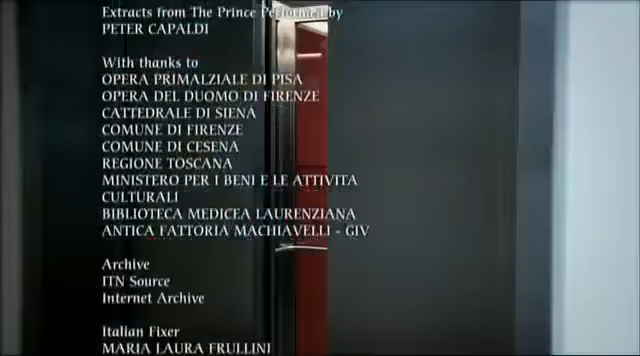 Extracts from The Prince Performed by
PETER CAPALDI
With thanks to
OPERA PRIMALZIALE DI PISA
OPERA DEL DUOMO DI FIRENZE
CATTEDRALE DI SIENA
COMUNE DI FIRENZE
COMUNE DI CESENA
REGIONE TOSCANA
MINISTERO PER I BENI E LE ATTIVITA
CULTURALI
BIBLIOTECA MEDICEA LAURENZIANA
ANTICA FATTORIA MACHIAVELLI - GIV
Archive
ITN Source
Internet Archive
Italian Fixer
MARIA LAURA FRULLINI